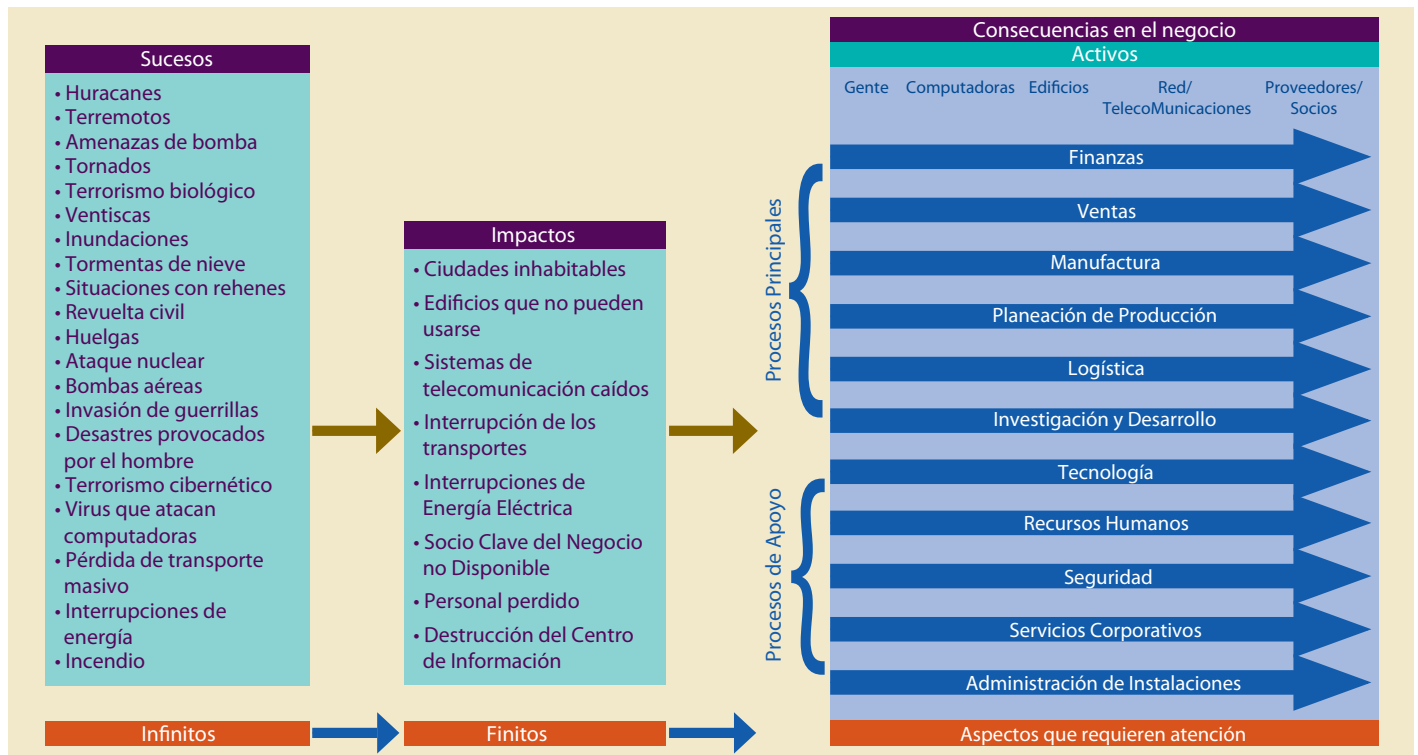 Sucesos
• Huracanes
• Terremotos
• Amenazas de bomba
• Tornados
• Terrorismo biológico
• Ventiscas
• Inundaciones
• Tormentas de nieve
• Situaciones con rehenes
• Revuelta civil
• Huelgas
• Ataque nuclear
• Bombas aéreas
• Invasión de guerrillas
• Desastres provocados
por el hombre
• Terrorismo cibernético
• Virus que atacan
computadoras
• Pérdida de transporte
masivo
• Interrupciones de
energía
• Incendio
Infinitos
Impactos
• Ciudades inhabitables
• Edificios que no pueden
usarse
• Sistemas de
telecomunicación caídos
• Interrupción de los
transportes
• Interrupciones de
Energía Eléctrica
• Socio Clave del Negocio
no Disponible
• Personal perdido
• Destrucción del Centro
de Información
Finitos
Consecuencias en el negocio
Activos
Gente
Computadoras
Edificios
Red/
TelecoMunicaciones
Proveedores/
Socios
Procesos Principales
Finanzas
Ventas
Manufactura
Planeación de Producción
Logística
Investigación y Desarrollo
Procesos de Apoyo
Tecnología
Recursos Humanos
Seguridad
Servicios Corporativos
Administración de Instalaciones
Aspectos que requieren atención